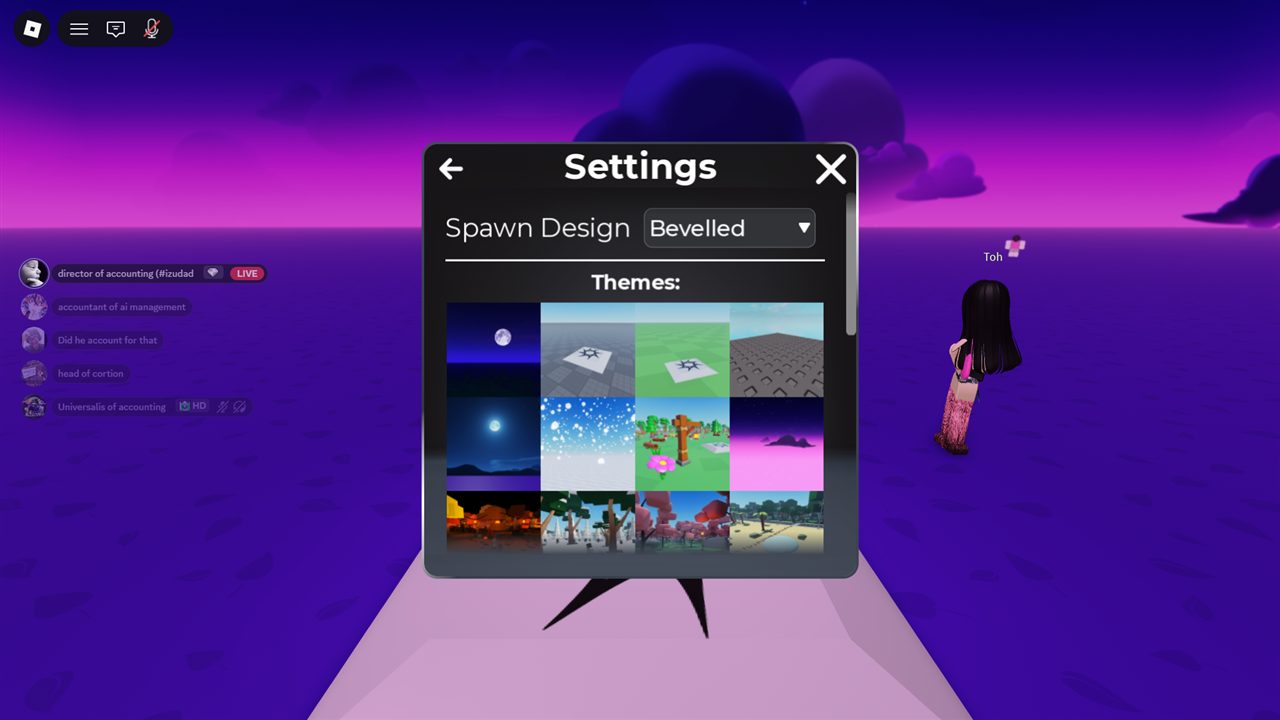 Settings
Spawn Design
Bevelled
Themes:
director of accounting (#izudad
LIVE
accountant of ai management
Did he account for that
head of cortion
Universalis of accounting
HD
Toh